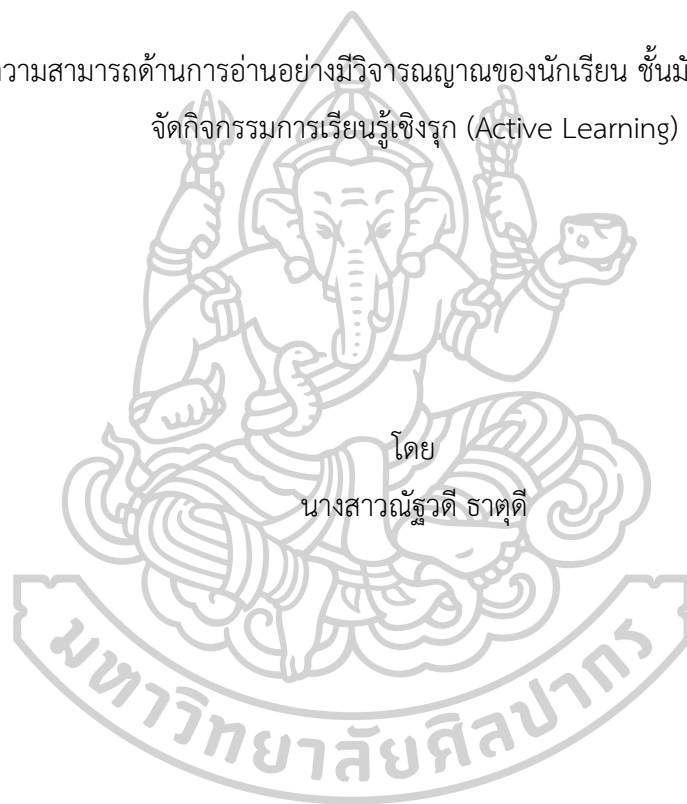 ความสามารถด้านการอ่านอย่างมีวิจารณญาณของนักเรียน
จัดกิจกรรมการเรียนรู้เชิงรุก (Active Learning)
โดย
นางสาวณัฐวดี ธาตุดี
มหาวิทยาลัยศิลปากร